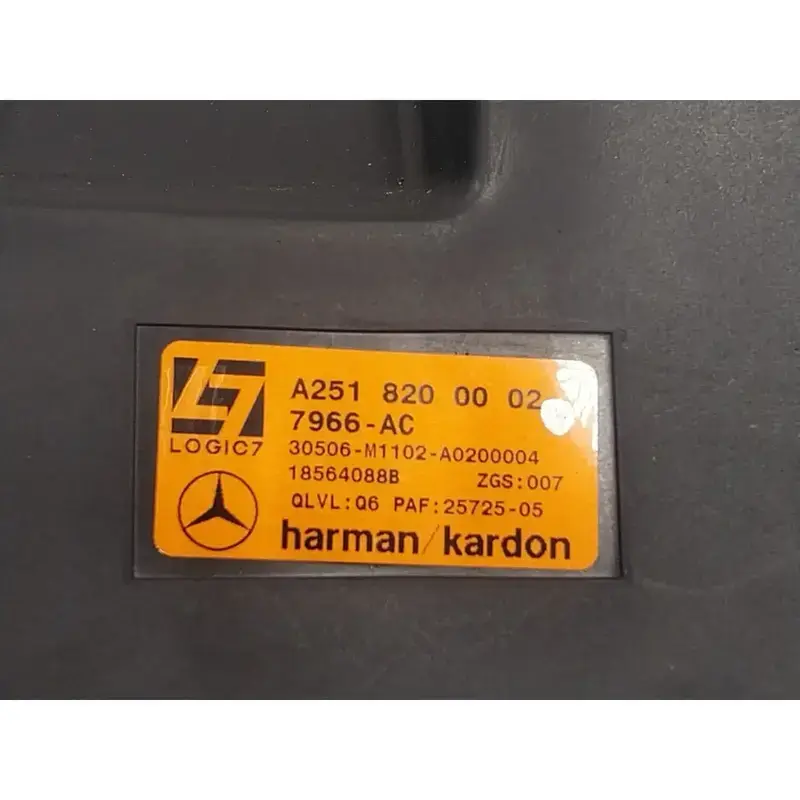 LOGIC7
A251 820 00 02
7966-AC
30506-M1102-A0200004
18564088B ZGS:007
QLVL:Q6 PAF:25725-05
harman/kardon